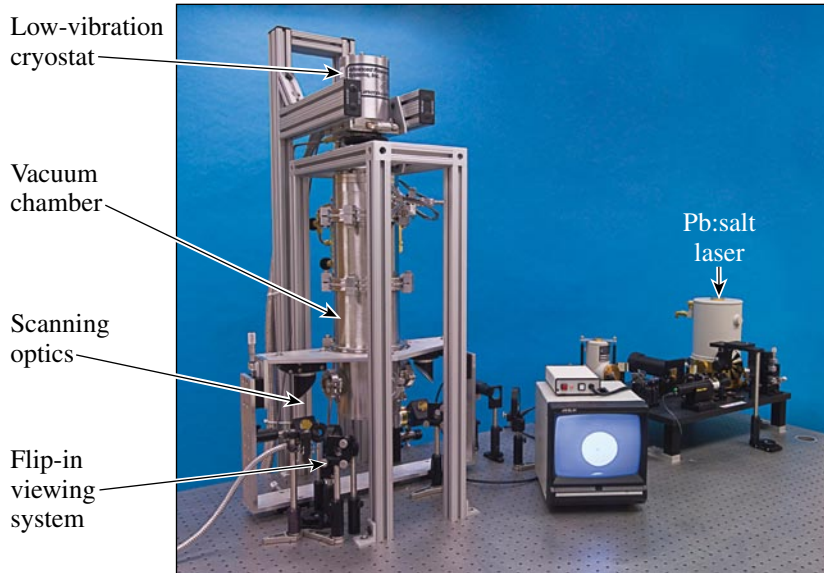 Low-vibration
cryostat
Vacuum
chamber
Pb:salt
laser
Scanning
optics
Flip-in
viewing
system